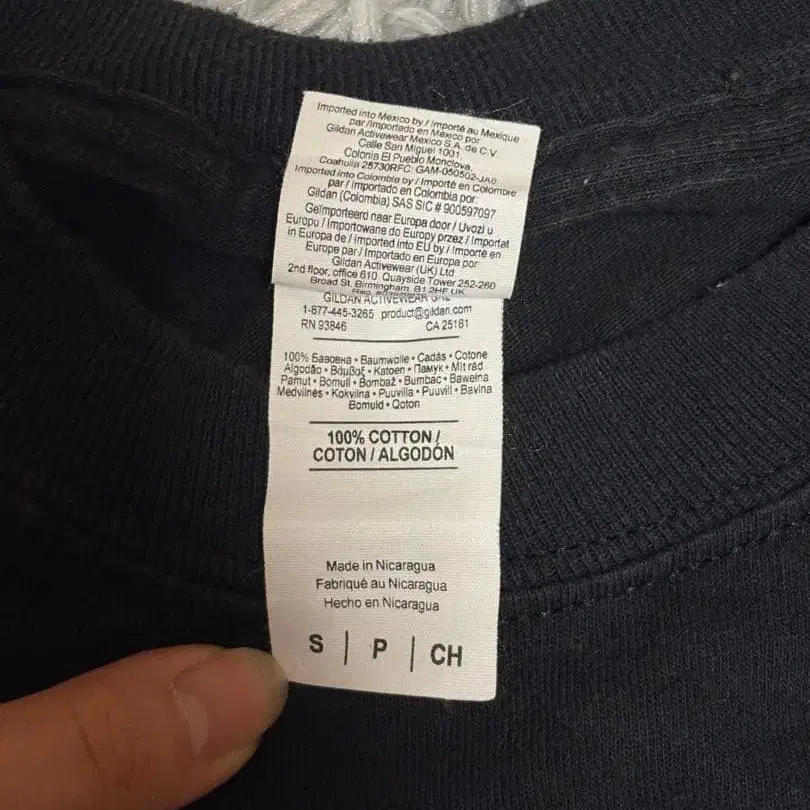 Imported into Mexico by / Importé au Mexique
par /Importado en México por
Gildan Activewear Mexico S.A. de C.V.
Calle San Miguel 1001,
Colonia El Pueblo Monclova,
Coahuila 25730RFC: GAM-050502-JA6
Imported into Colombia by / Importé en Colombie
par / importado en Colombia por:
Gildan (Colombia) SAS SIC # 900597097
Geïmporteerd naar Europa door / Uvozi u
Europu / Importowane do Europy przez / Importat
in Europa de / Imported into EU by / Importé en
Europe par / Importado en Europa por
Gildan Activewear (UK) Ltd
2nd floor, office 610. Quayside Tower 252-260
Broad St. Birmingham, B1 2HF UK
GILDAN ACTIVEWEAR SRL
1-877-445-3265 product@gildan.com
RN 93846 CA 25181
100% Бавовна • Baumwolle • Cadás • Cotone
Algodão • Βάμβαξ • Katoen • Памук • Mit rád
Pamut • Bomull • Bombaž • Bumbac • Bawełna
Medvilnės • Kokvilna • Puuvilla • Puuvill • Bavlna
Bomuld • Qoton
100% COTTON /
COTON / ALGODÓN
Made in Nicaragua
Fabriqué au Nicaragua
Hecho en Nicaragua
S | P | CH